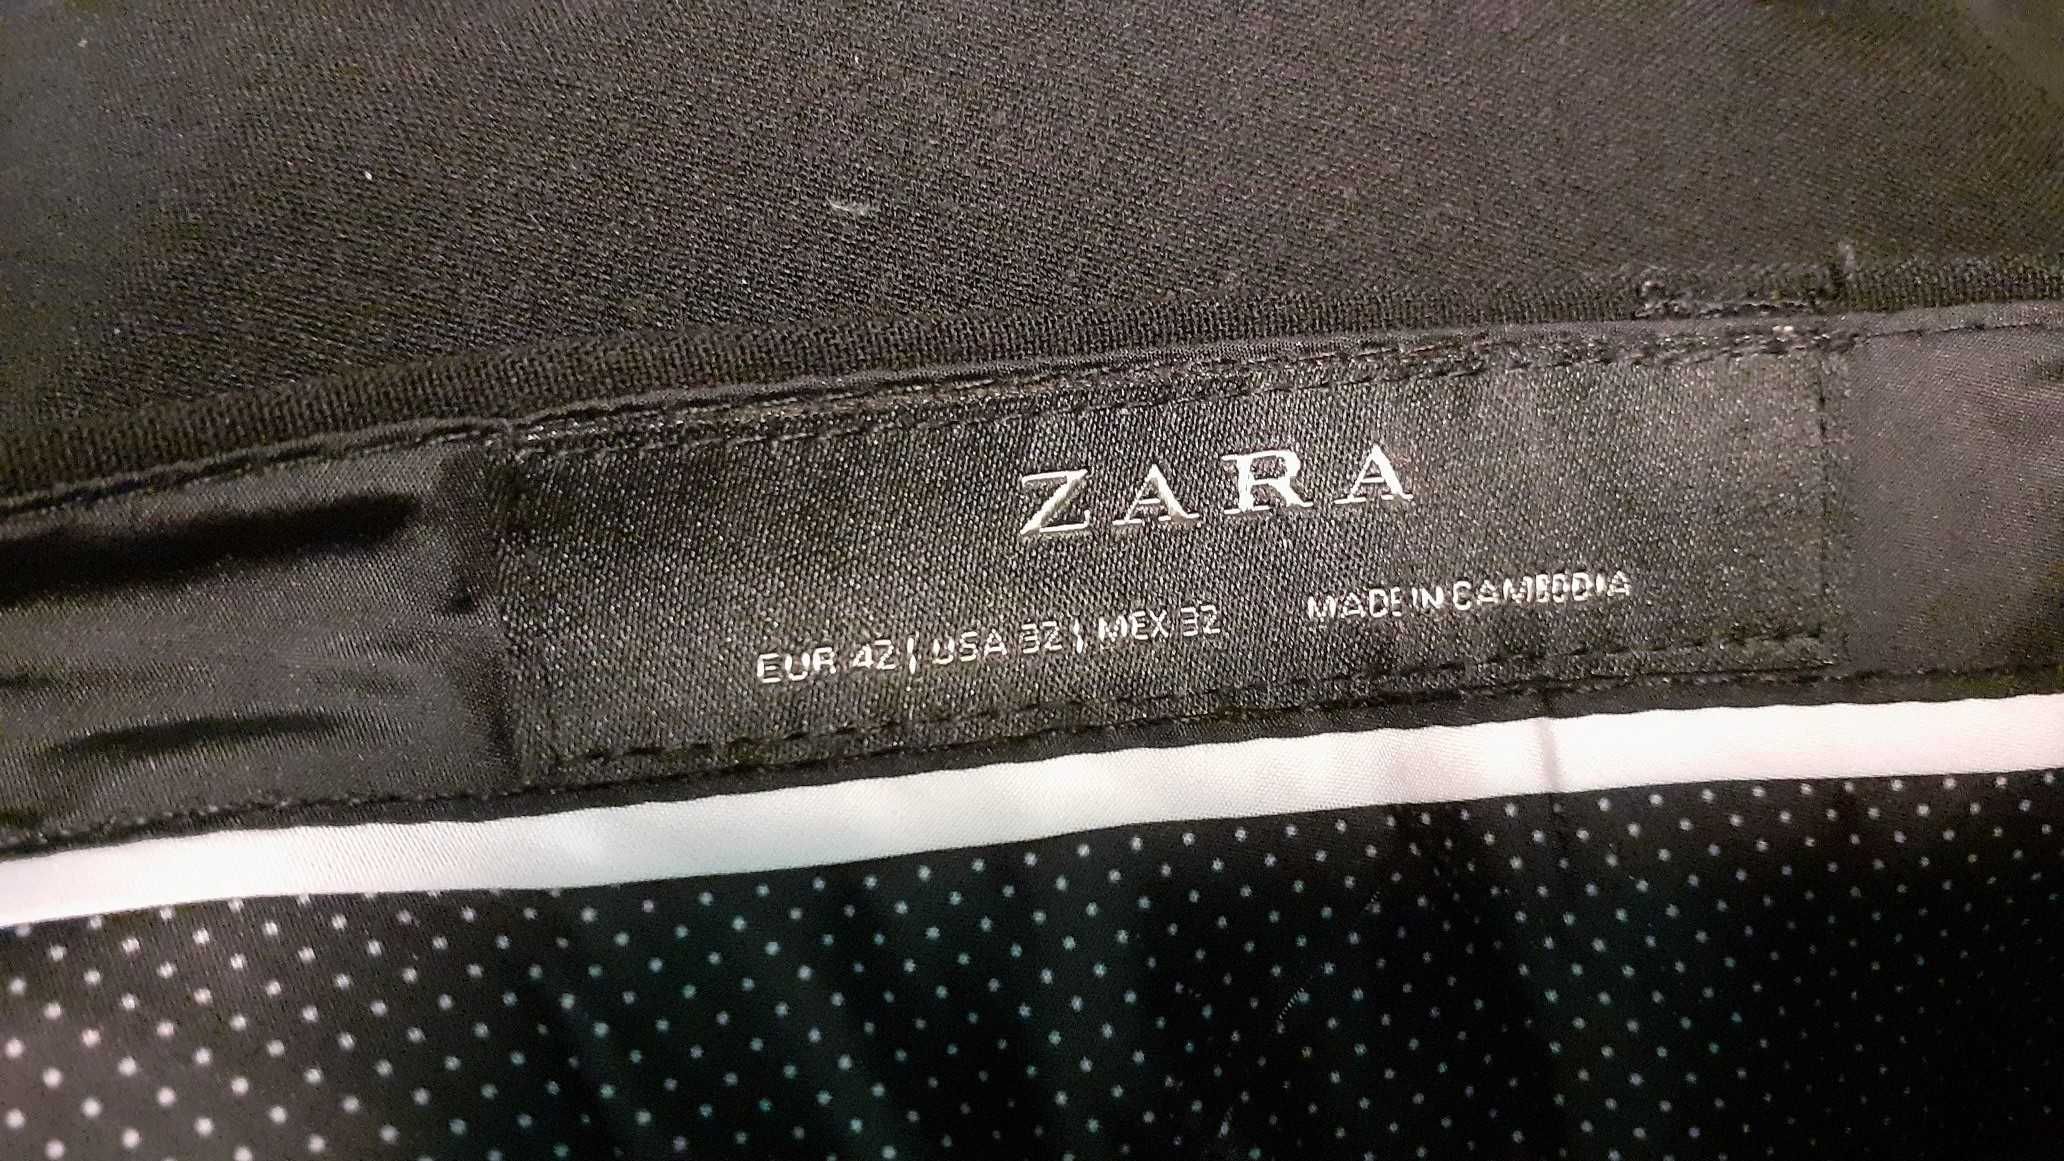 ZARA
EUR 42 | USA 32 | MEX 32 MADE IN CAMBODIA